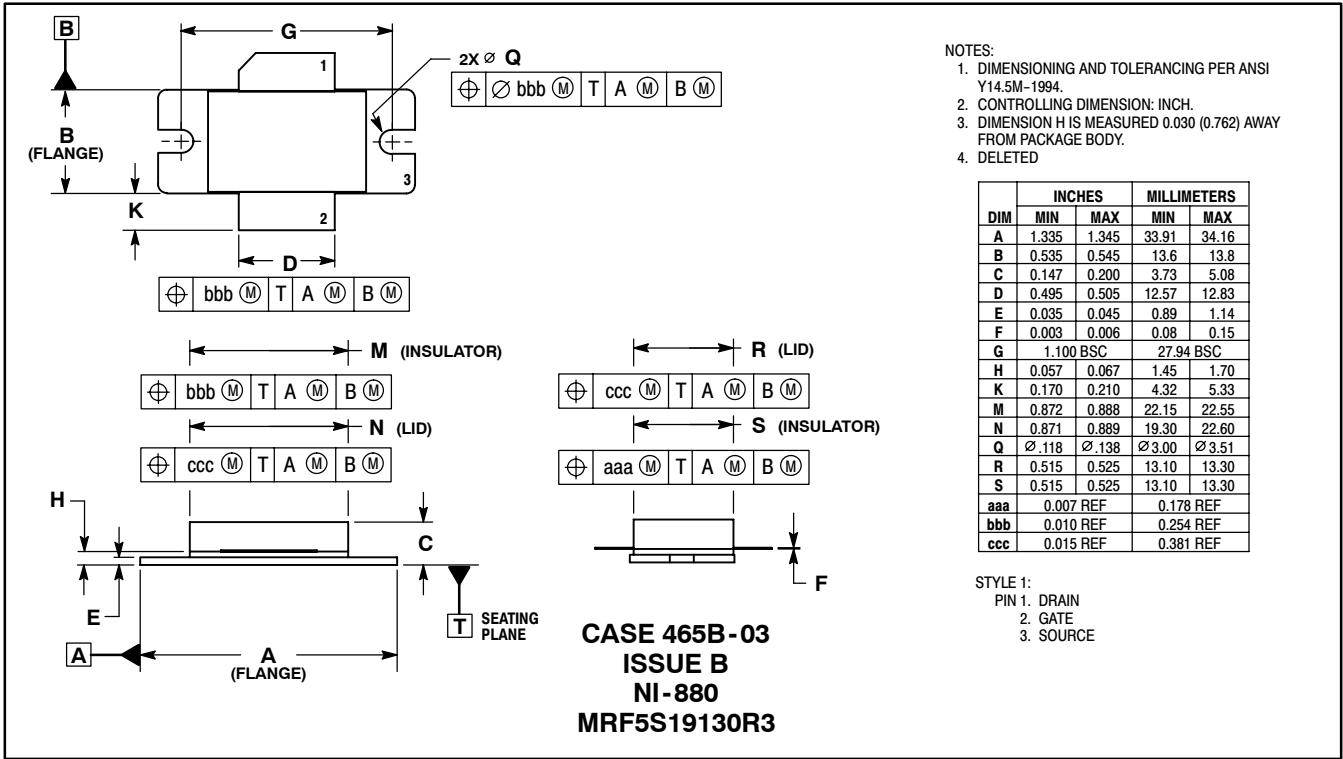 B
G
1
2X ⌀ Q
⌖ ⌀ bbb Ⓜ T A Ⓜ B Ⓜ
B
(FLANGE)
3
K
2
D
⌖ bbb Ⓜ T A Ⓜ B Ⓜ
M (INSULATOR)
⌖ bbb Ⓜ T A Ⓜ B Ⓜ
N (LID)
⌖ ccc Ⓜ T A Ⓜ B Ⓜ
R (LID)
⌖ ccc Ⓜ T A Ⓜ B Ⓜ
S (INSULATOR)
⌖ aaa Ⓜ T A Ⓜ B Ⓜ
H
C
E
F
T SEATING
PLANE
A
A
(FLANGE)
CASE 465B-03
ISSUE B
NI-880
MRF5S19130R3
NOTES:
1. DIMENSIONING AND TOLERANCING PER ANSI
Y14.5M-1994.
2. CONTROLLING DIMENSION: INCH.
3. DIMENSION H IS MEASURED 0.030 (0.762) AWAY
FROM PACKAGE BODY.
4. DELETED
INCHES MILLIMETERS
DIM MIN MAX MIN MAX
A 1.335 1.345 33.91 34.16
B 0.535 0.545 13.6 13.8
C 0.147 0.200 3.73 5.08
D 0.495 0.505 12.57 12.83
E 0.035 0.045 0.89 1.14
F 0.003 0.006 0.08 0.15
G 1.100 BSC 27.94 BSC
H 0.057 0.067 1.45 1.70
K 0.170 0.210 4.32 5.33
M 0.872 0.888 22.15 22.55
N 0.871 0.889 19.30 22.60
Q ⌀.118 ⌀.138 ⌀3.00 ⌀3.51
R 0.515 0.525 13.10 13.30
S 0.515 0.525 13.10 13.30
aaa 0.007 REF 0.178 REF
bbb 0.010 REF 0.254 REF
ccc 0.015 REF 0.381 REF
STYLE 1:
PIN 1. DRAIN
2. GATE
3. SOURCE